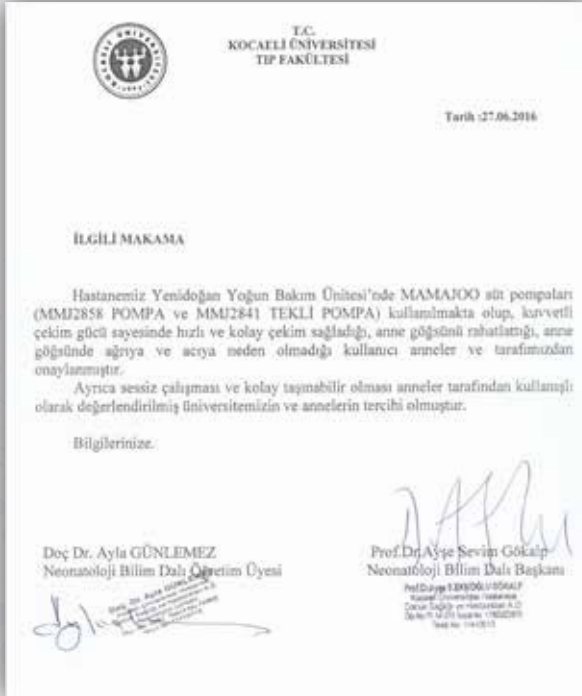 T.C.
KOCAELİ ÜNİVERSİTESİ
TIP FAKÜLTESİ
Tarih :27.06.2016
İLGİLİ MAKAMA
Hastanemiz Yenidoğan Yoğun Bakım Ünitesi'nde MAMAJOO süt pompaları
(MMJ2858 POMPA ve MMJ2841 TEKLİ POMPA) kullanılmakta olup, kuvvetli
çekim gücü sayesinde hızlı ve kolay çekim sağladığı, anne göğsünü rahatlattığı, anne
göğsünde ağrıya ve acıya neden olmadığı kullanıcı anneler ve tarafımızdan
onaylanmıştır.
Ayrıca sessiz çalışması ve kolay taşınabilir olması anneler tarafından kullanışlı
olarak değerlendirilmiş üniversitemizin ve annelerin tercihi olmuştur.
Bilgilerinize.
Doç Dr. Ayla GÜNLEMEZ
Neonatoloji Bilim Dalı Öğretim Üyesi
Prof.Dr.Ayşe Sevim Gökalp
Neonatoloji Bilim Dalı Başkanı